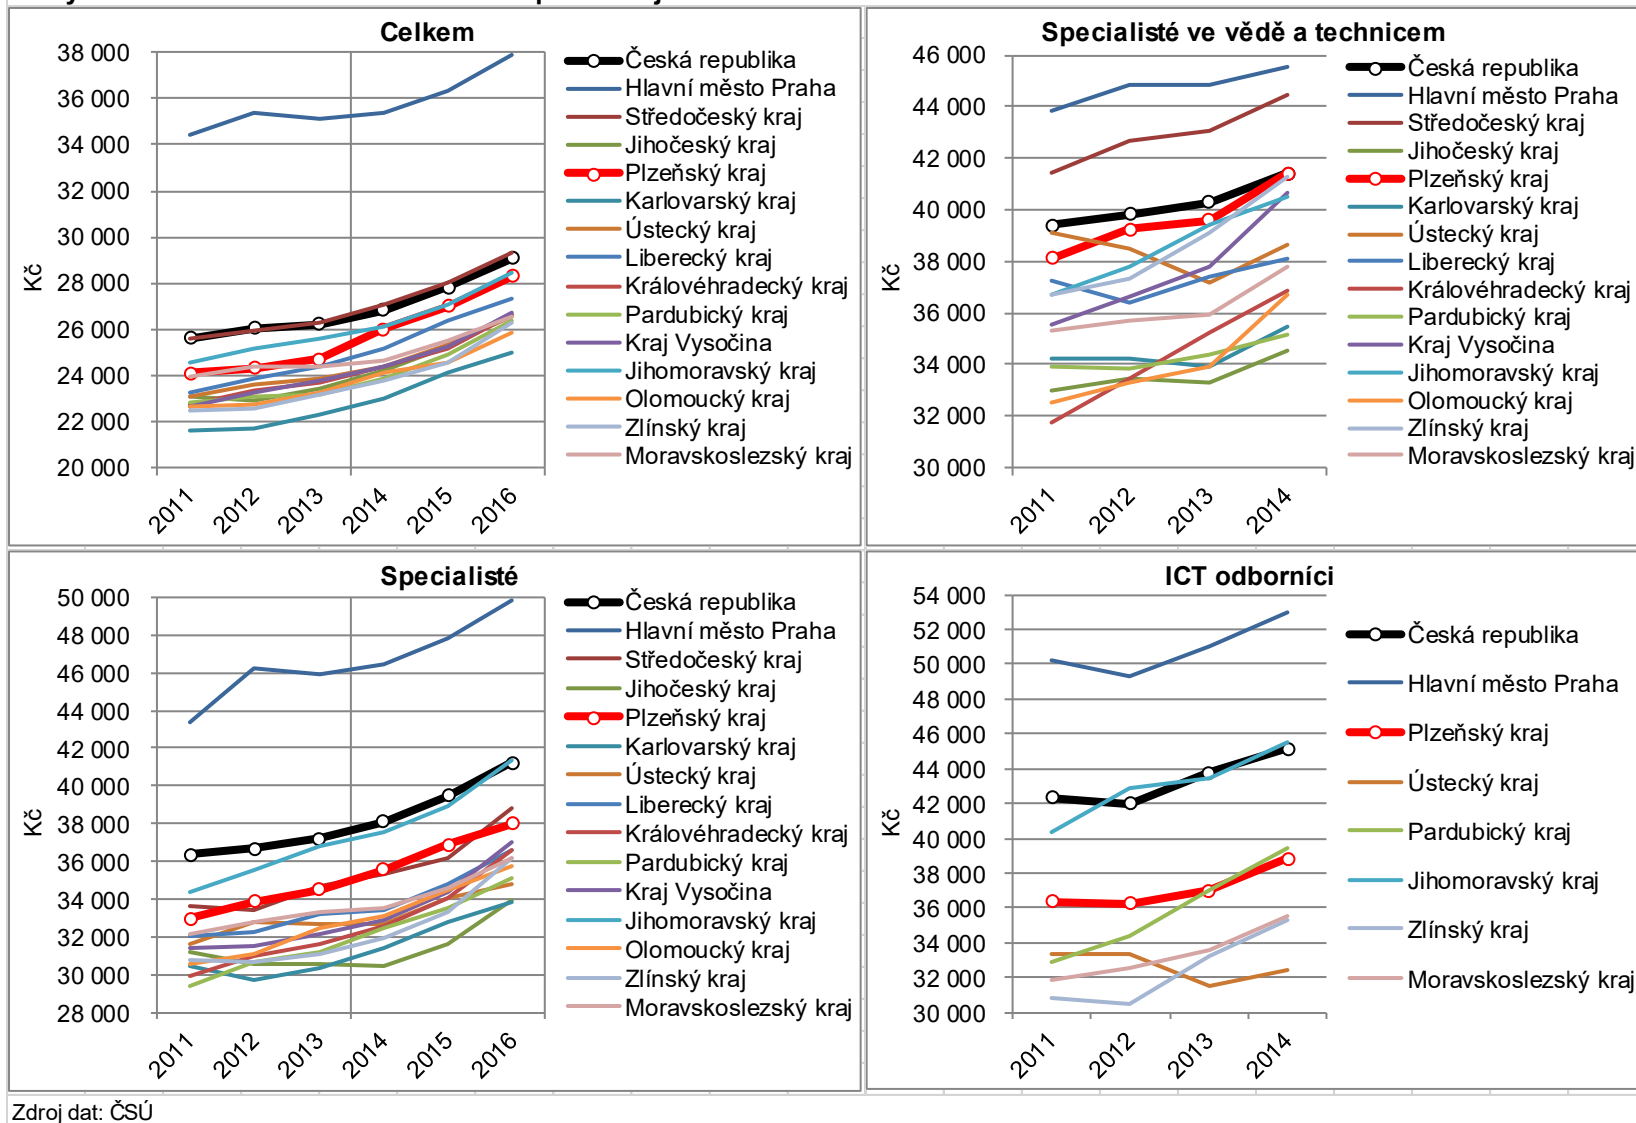 Celkem
38 000
36 000
34 000
32 000
30 000
28 000
26 000
24 000
22 000
20 000
Kč
2011
2012
2013
2014
2015
2016
Česká republika
Hlavní město Praha
Středočeský kraj
Jihočeský kraj
Plzeňský kraj
Karlovarský kraj
Ústecký kraj
Liberecký kraj
Královéhradecký kraj
Pardubický kraj
Kraj Vysočina
Jihomoravský kraj
Olomoucký kraj
Zlínský kraj
Moravskoslezský kraj
Specialisté ve vědě a technicem
46 000
44 000
42 000
40 000
38 000
36 000
34 000
32 000
30 000
Kč
2011
2012
2013
2014
Česká republika
Hlavní město Praha
Středočeský kraj
Jihočeský kraj
Plzeňský kraj
Karlovarský kraj
Ústecký kraj
Liberecký kraj
Královéhradecký kraj
Pardubický kraj
Kraj Vysočina
Jihomoravský kraj
Olomoucký kraj
Zlínský kraj
Moravskoslezský kraj
Specialisté
50 000
48 000
46 000
44 000
42 000
40 000
38 000
36 000
34 000
32 000
30 000
28 000
Kč
2011
2012
2013
2014
2015
2016
Česká republika
Hlavní město Praha
Středočeský kraj
Jihočeský kraj
Plzeňský kraj
Karlovarský kraj
Ústecký kraj
Liberecký kraj
Královéhradecký kraj
Pardubický kraj
Kraj Vysočina
Jihomoravský kraj
Olomoucký kraj
Zlínský kraj
Moravskoslezský kraj
ICT odborníci
54 000
52 000
50 000
48 000
46 000
44 000
42 000
40 000
38 000
36 000
34 000
32 000
30 000
Kč
2011
2012
2013
2014
Česká republika
Hlavní město Praha
Plzeňský kraj
Ústecký kraj
Pardubický kraj
Jihomoravský kraj
Zlínský kraj
Moravskoslezský kraj
Zdroj dat: ČSÚ